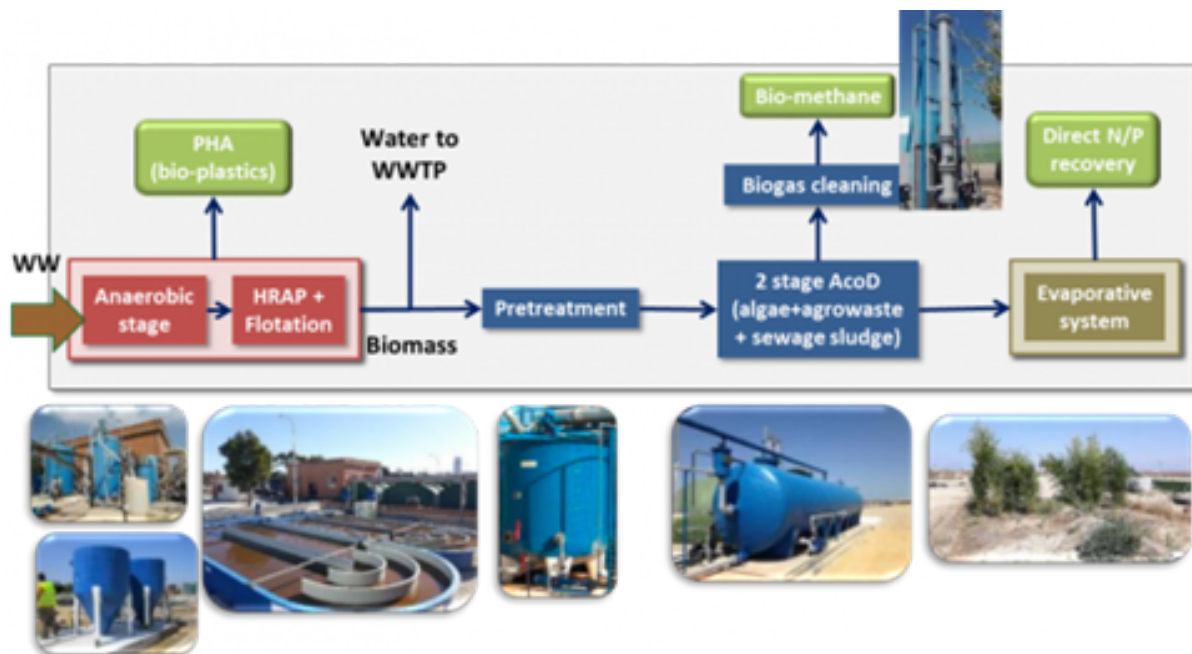 WW
Anaerobic
stage
HRAP +
Flotation
PHA
(bio-plastics)
Water to
WWTP
Biomass
Pretreatment
2 stage AcoD
(algae+agrowaste
+ sewage sludge)
Biogas cleaning
Bio-methane
Evaporative
system
Direct N/P
recovery